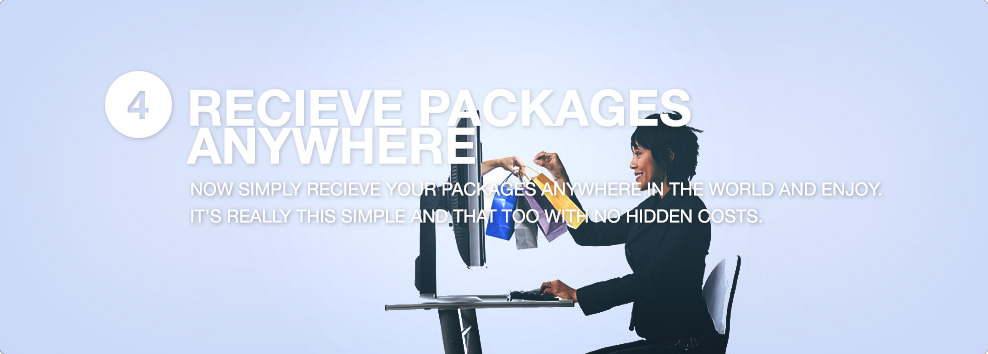 4
RECIEVE PACKAGES
ANYWHERE
NOW SIMPLY RECIEVE YOUR PACKAGES ANYWHERE IN THE WORLD AND ENJOY.
IT'S REALLY THIS SIMPLE AND THAT TOO WITH NO HIDDEN COSTS.